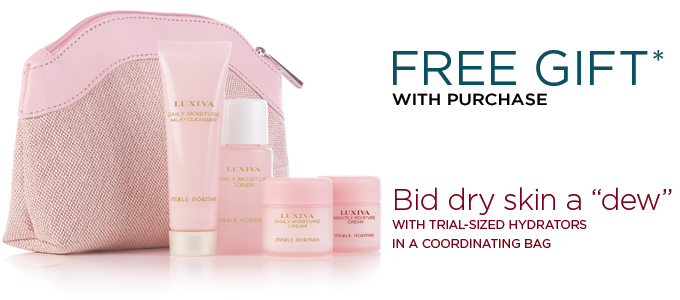 FREE GIFT*
WITH PURCHASE
Bid dry skin a “dew”
WITH TRIAL-SIZED HYDRATORS
IN A COORDINATING BAG
LUXIVA
DAILY MOISTURE
MILKY-CLEANSER
MERLE NORMAN
LUXIVA
DAILY MOISTURE
TONER
MERLE NORMAN
LUXIVA
DAILY MOISTURE
CREAM
MERLE NORMAN
LUXIVA
NIGHTLY MOISTURE
CREAM
MERLE NORMAN